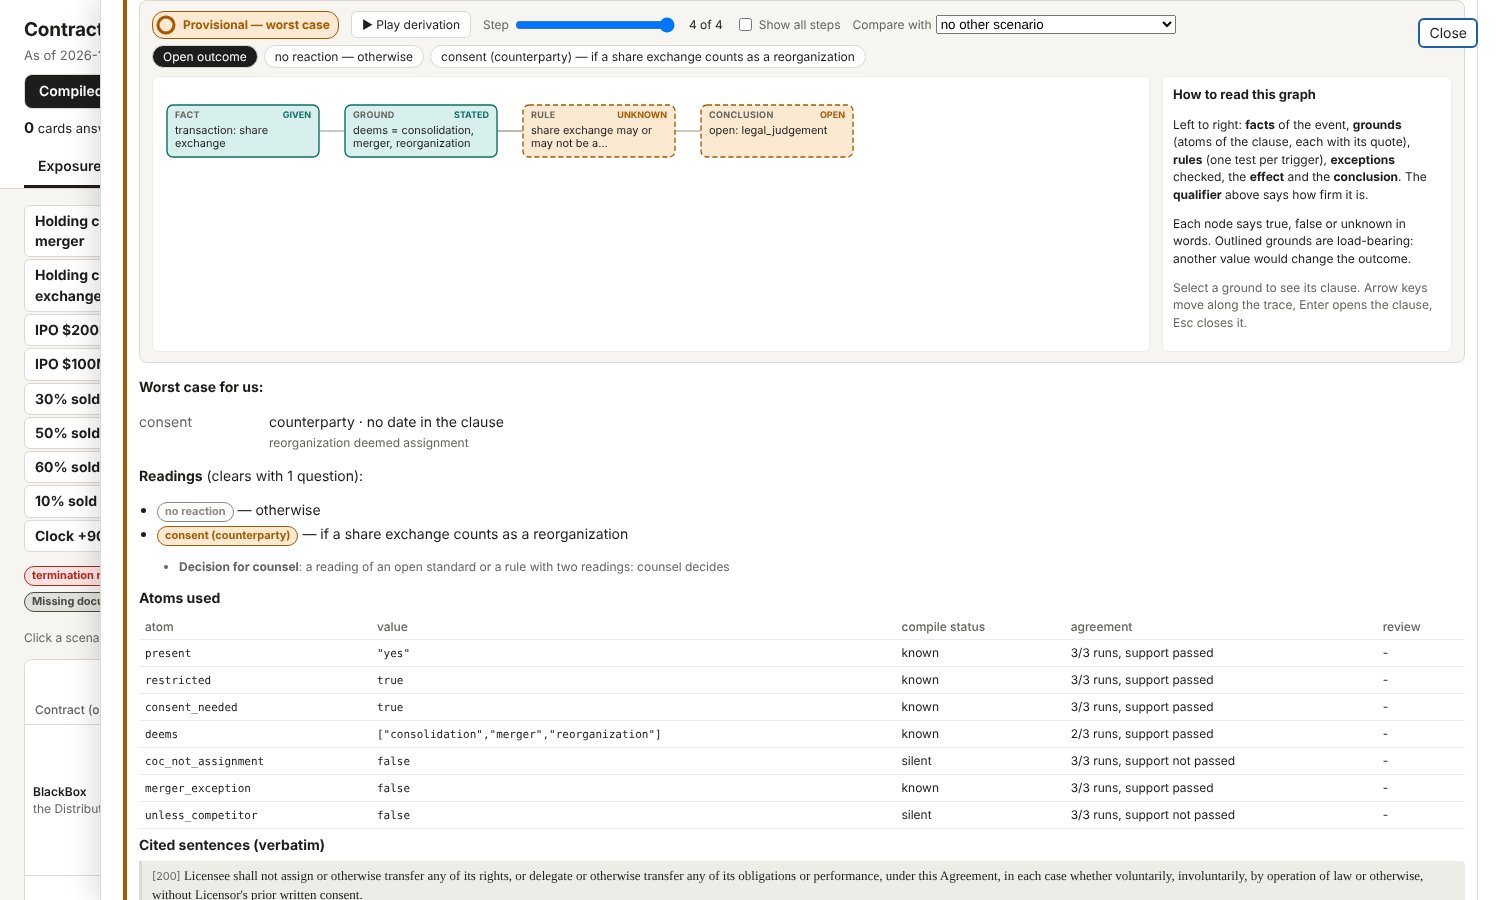 Contract
As of 2026-
Compiled
0 cards answ
Exposure
Holding c
merger
Holding c
exchange
IPO $200
IPO $100M
30% sold
50% sold
60% sold
10% sold
Clock +90
termination r
Missing docu
Click a scena
Contract (o
BlackBox
the Distribut
Provisional — worst case
▶ Play derivation
Step
4 of 4
Show all steps
Compare with
no other scenario
Close
Open outcome
no reaction — otherwise
consent (counterparty) — if a share exchange counts as a reorganization
FACT GIVEN
transaction: share
exchange
GROUND STATED
deems = consolidation,
merger, reorganization
RULE UNKNOWN
share exchange may or
may not be a...
CONCLUSION OPEN
open: legal_judgement
How to read this graph
Left to right: facts of the event, grounds
(atoms of the clause, each with its quote),
rules (one test per trigger), exceptions
checked, the effect and the conclusion. The
qualifier above says how firm it is.
Each node says true, false or unknown in
words. Outlined grounds are load-bearing:
another value would change the outcome.
Select a ground to see its clause. Arrow keys
move along the trace, Enter opens the clause,
Esc closes it.
Worst case for us:
consent counterparty · no date in the clause
reorganization deemed assignment
Readings (clears with 1 question):
• no reaction — otherwise
• consent (counterparty) — if a share exchange counts as a reorganization
• Decision for counsel: a reading of an open standard or a rule with two readings: counsel decides
Atoms used
atom value compile status agreement review
present "yes" known 3/3 runs, support passed -
restricted true known 3/3 runs, support passed -
consent_needed true known 3/3 runs, support passed -
deems ["consolidation","merger","reorganization"] known 2/3 runs, support passed -
coc_not_assignment false silent 3/3 runs, support not passed -
merger_exception false known 3/3 runs, support passed -
unless_competitor false silent 3/3 runs, support not passed -
Cited sentences (verbatim)
[200] Licensee shall not assign or otherwise transfer any of its rights, or delegate or otherwise transfer any of its obligations or performance, under this Agreement, in each case whether voluntarily, involuntarily, by operation of law or otherwise,
without Licensor's prior written consent.